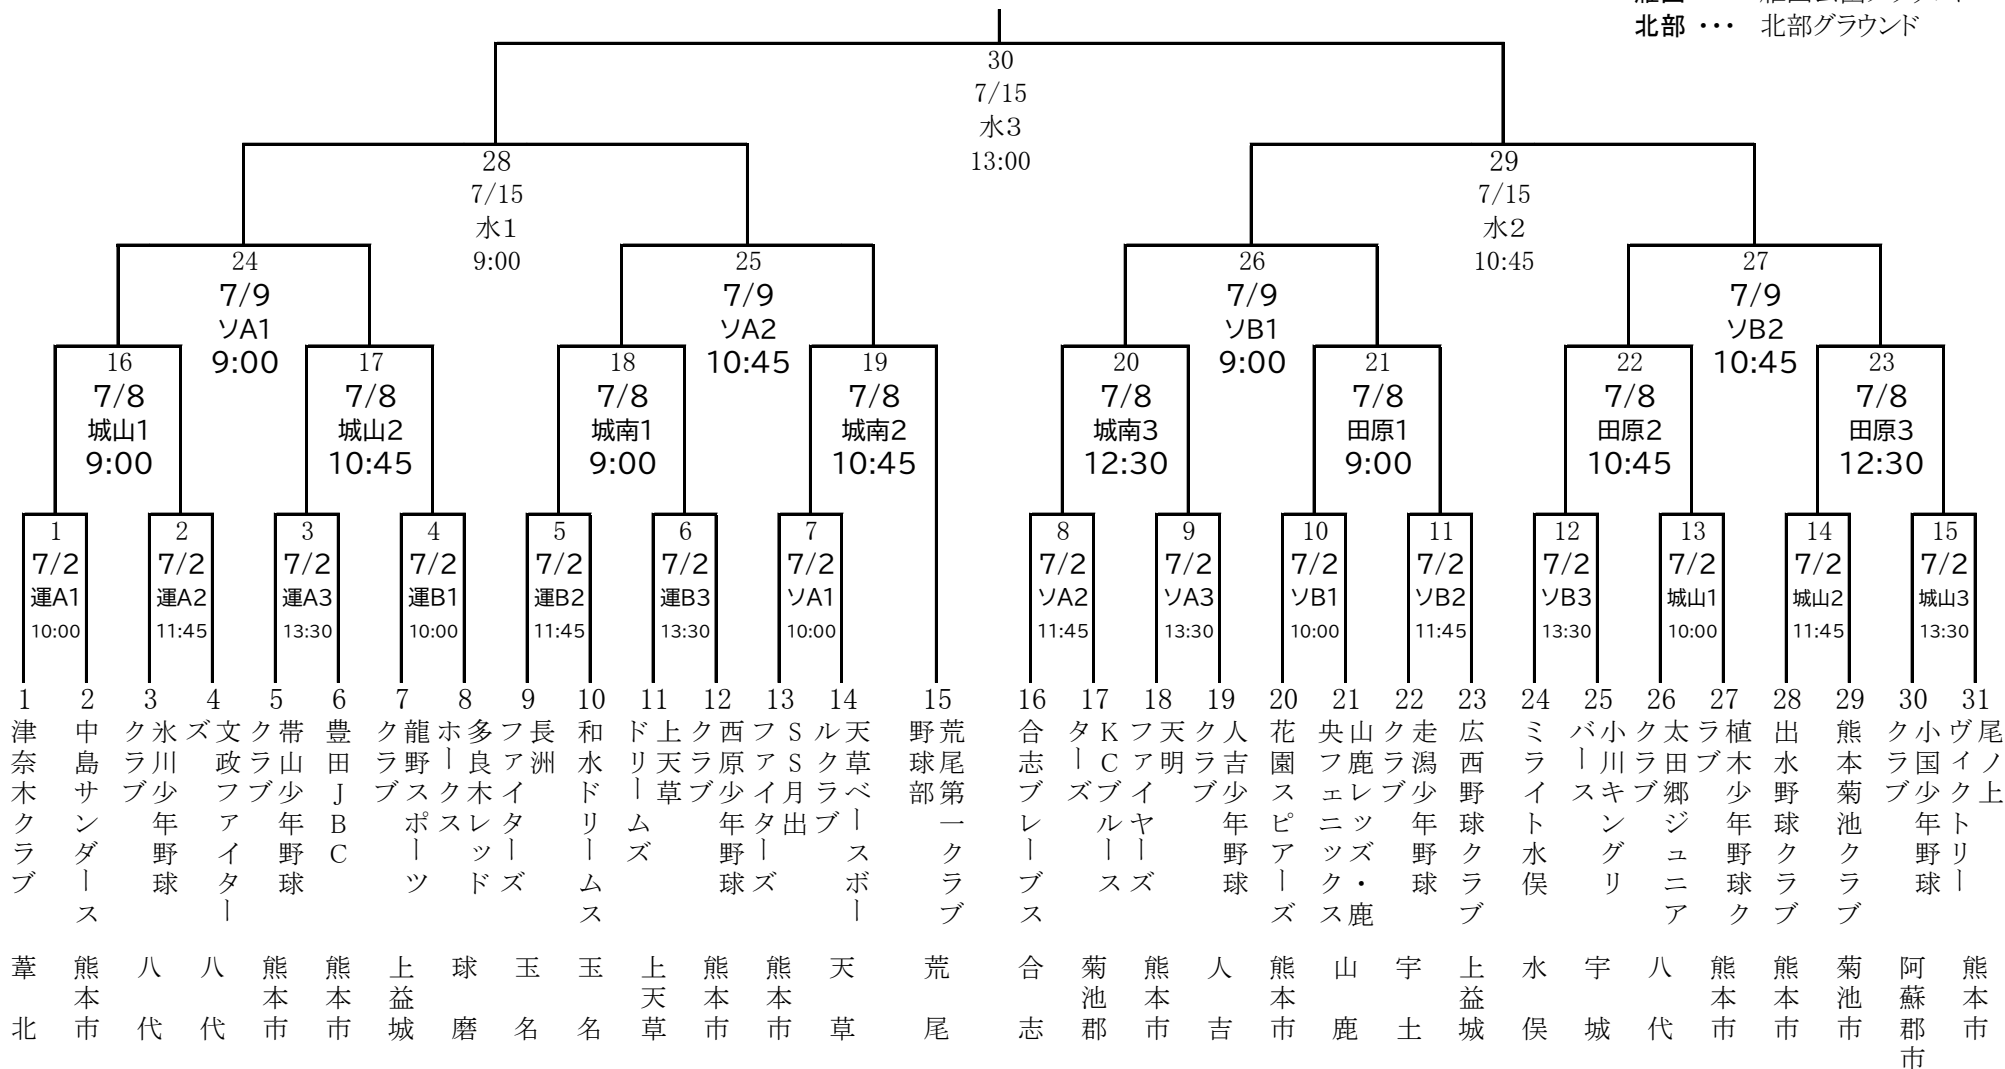 北部 ･･･ 北部グラウンド
30
7/15
水3
13:00
28
7/15
水1
9:00
29
7/15
水2
10:45
24
7/9
ソA1
9:00
25
7/9
ソA2
10:45
26
7/9
ソB1
9:00
27
7/9
ソB2
10:45
16
7/8
城山1
9:00
17
7/8
城山2
10:45
18
7/8
城南1
9:00
19
7/8
城南2
10:45
20
7/8
城南3
12:30
21
7/8
田原1
9:00
22
7/8
田原2
10:45
23
7/8
田原3
12:30
1
7/2
運A1
10:00
2
7/2
運A2
11:45
3
7/2
運A3
13:30
4
7/2
運B1
10:00
5
7/2
運B2
11:45
6
7/2
運B3
13:30
7
7/2
ソA1
10:00
8
7/2
ソA2
11:45
9
7/2
ソA3
13:30
10
7/2
ソB1
10:00
11
7/2
ソB2
11:45
12
7/2
ソB3
13:30
13
7/2
城山1
10:00
14
7/2
城山2
11:45
15
7/2
城山3
13:30
1
津奈木クラブ
葦北
2
中島サンダース
熊本市
3
氷川少年野球
クラブ
八代
4
文政ファイター
ズ
八代
5
帯山少年野球
クラブ
熊本市
6
豊田JBC
熊本市
7
龍野スポーツ
クラブ
上益城
8
多良木レッド
ホークス
球磨
9
長洲
ファイターズ
玉名
10
和水ドリームス
玉名
11
上天草
ドリームズ
上天草
12
西原少年野球
クラブ
熊本市
13
SS月出
ファイターズ
熊本市
14
天草ベースボー
ルクラブ
天草
15
荒尾第一クラブ
野球部
荒尾
16
合志ブレーブス
合志
17
KCブルース
ターズ
菊池郡
18
天明
ファイヤーズ
熊本市
19
人吉少年野球
クラブ
人吉
20
花園スピアーズ
熊本市
21
山鹿レッズ・鹿
央フェニックス
山鹿
22
走潟少年野球
クラブ
宇土
23
広西野球クラブ
上益城
24
ミライト水俣
水俣
25
小川キングリ
バース
宇城
26
太田郷ジュニア
クラブ
八代
27
植木少年野球ク
ラブ
熊本市
28
出水野球クラブ
熊本市
29
熊本菊池クラブ
菊池市
30
小国少年野球
クラブ
阿蘇郡市
31
尾ノ上
ヴィクトリー
熊本市